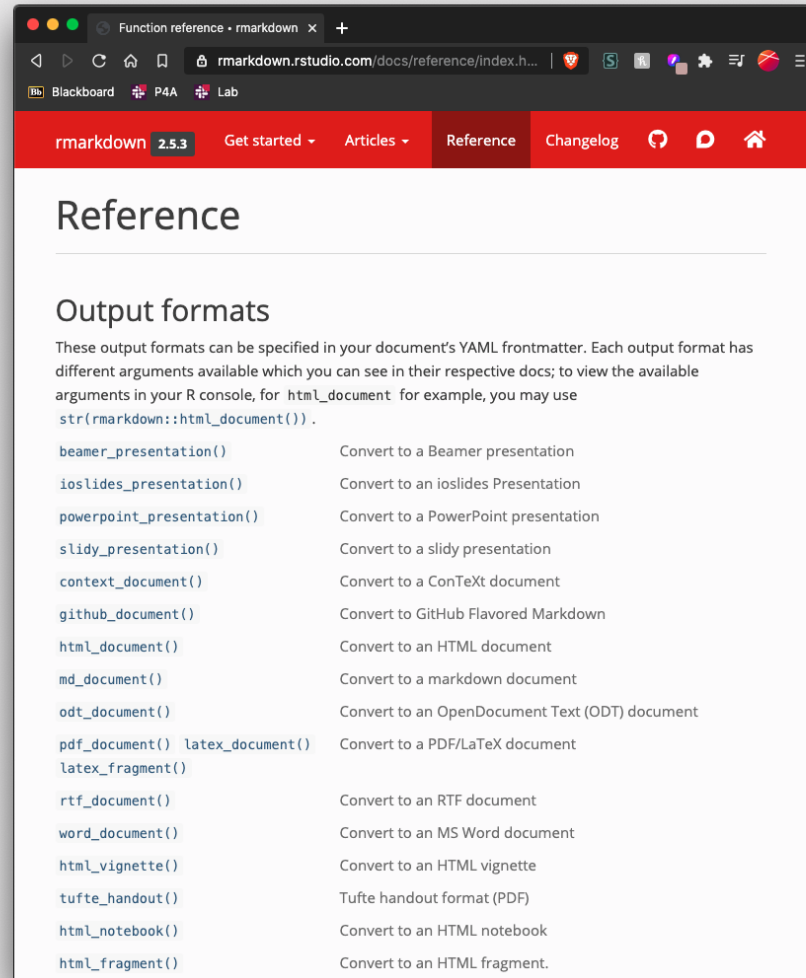 Function reference • rmarkdown × +
rmarkdown.rstudio.com/docs/reference/index.h...
Bb Blackboard P4A Lab
rmarkdown 2.5.3 Get started Articles Reference Changelog
Reference
Output formats
These output formats can be specified in your document’s YAML frontmatter. Each output format has
different arguments available which you can see in their respective docs; to view the available
arguments in your R console, for html_document for example, you may use
str(rmarkdown::html_document()).
beamer_presentation() Convert to a Beamer presentation
ioslides_presentation() Convert to an ioslides Presentation
powerpoint_presentation() Convert to a PowerPoint presentation
slidy_presentation() Convert to a slidy presentation
context_document() Convert to a ConTeXt document
github_document() Convert to GitHub Flavored Markdown
html_document() Convert to an HTML document
md_document() Convert to a markdown document
odt_document() Convert to an OpenDocument Text (ODT) document
pdf_document() latex_document() Convert to a PDF/LaTeX document
latex_fragment()
rtf_document() Convert to an RTF document
word_document() Convert to an MS Word document
html_vignette() Convert to an HTML vignette
tufte_handout() Tufte handout format (PDF)
html_notebook() Convert to an HTML notebook
html_fragment() Convert to an HTML fragment.